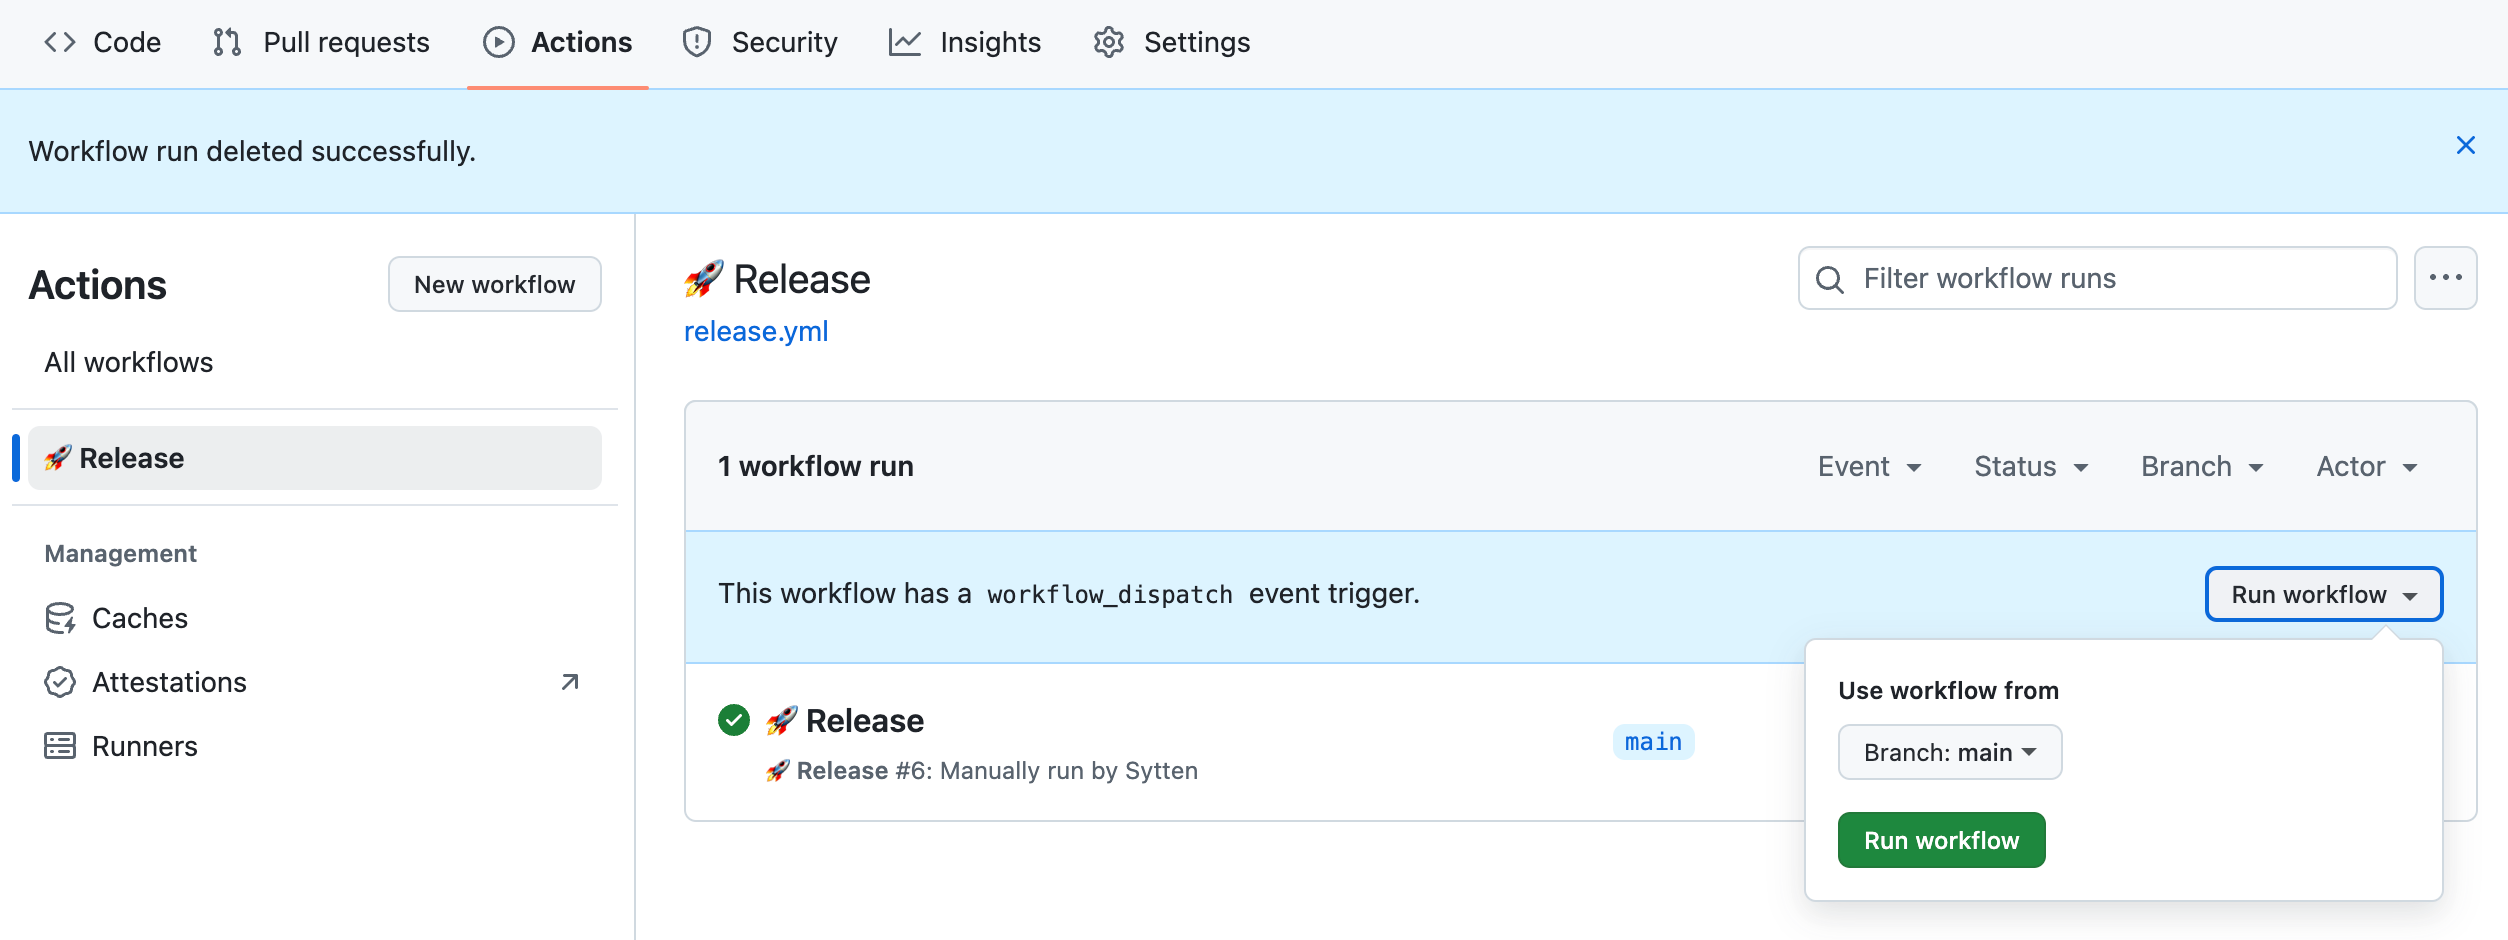 Code Pull requests Actions Security Insights Settings
Workflow run deleted successfully.
Actions
New workflow
All workflows
🚀 Release
Management
Caches
Attestations
Runners
🚀 Release
release.yml
Filter workflow runs
1 workflow run
Event Status Branch Actor
This workflow has a workflow_dispatch event trigger.
Run workflow
🚀 Release
🚀 Release #6: Manually run by Sytten
main
Use workflow from
Branch: main
Run workflow